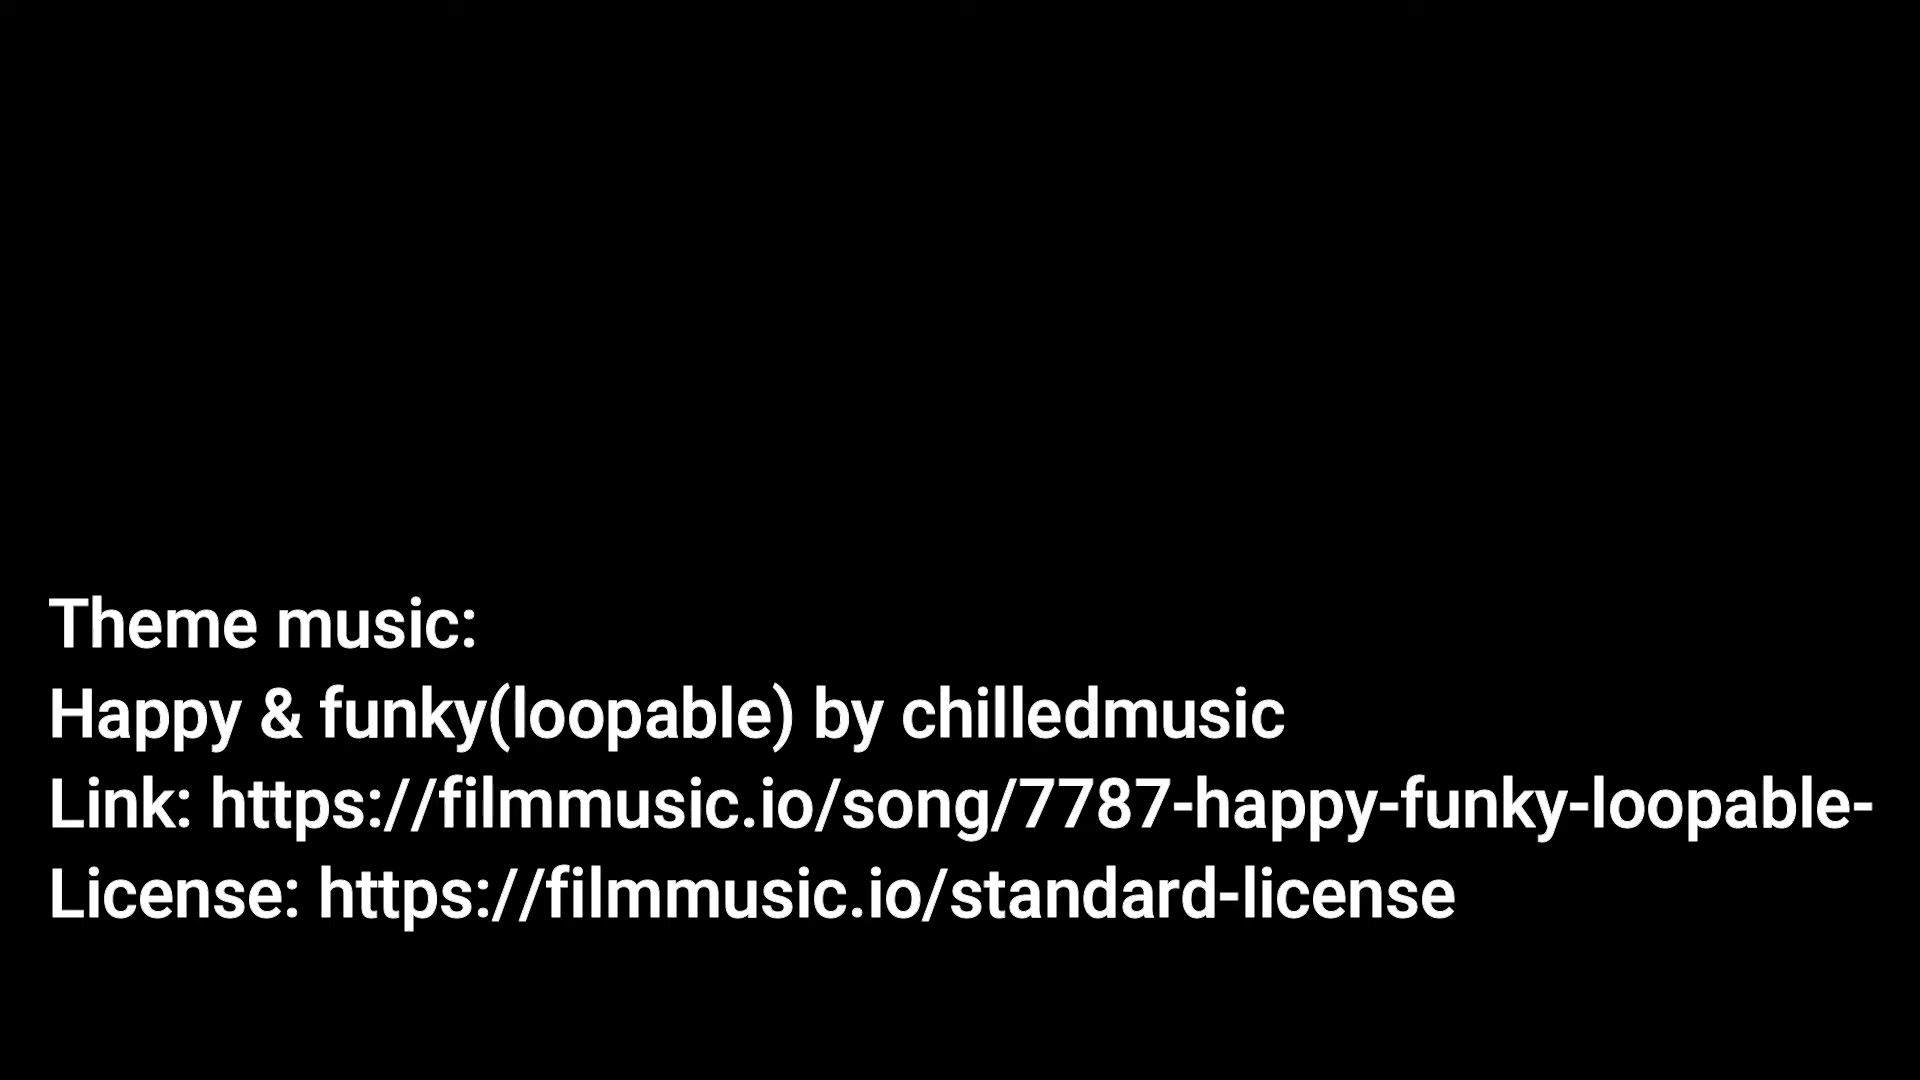 Theme music:
Happy & funky(loopable) by chilledmusic
Link: https://filmmusic.io/song/7787-happy-funky-loopable-
License: https://filmmusic.io/standard-license